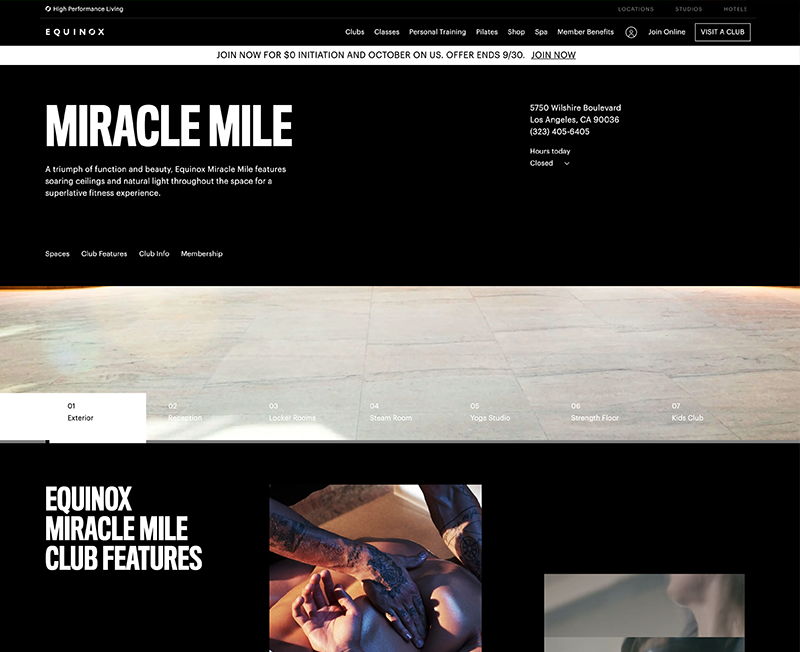 High Performance Living
LOCATIONS STUDIOS HOTELS
EQUINOX
Clubs Classes Personal Training Pilates Shop Spa Member Benefits Join Online VISIT A CLUB
JOIN NOW FOR $0 INITIATION AND OCTOBER ON US. OFFER ENDS 9/30. JOIN NOW
MIRACLE MILE
A triumph of function and beauty, Equinox Miracle Mile features
soaring ceilings and natural light throughout the space for a
superlative fitness experience.
5750 Wilshire Boulevard
Los Angeles, CA 90036
(323) 405-6405
Hours today
Closed
Spaces Club Features Club Info Membership
01
Exterior
02
Reception
03
Locker Rooms
04
Steam Room
05
Yoga Studio
06
Strength Floor
07
Kids Club
EQUINOX
MIRACLE MILE
CLUB FEATURES